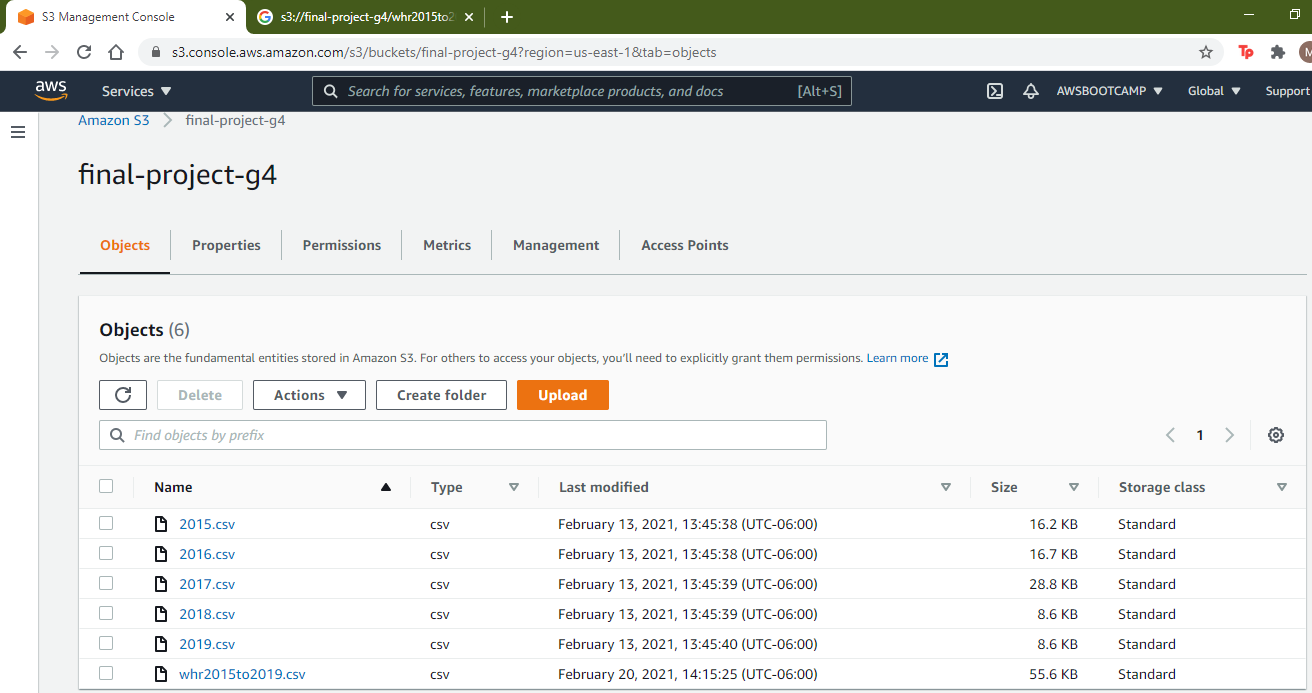 S3 Management Console
s3://final-project-g4/whr2015to2
s3.console.aws.amazon.com/s3/buckets/final-project-g4?region=us-east-1&tab=objects
Tp
M
aws
Services
Search for services, features, marketplace products, and docs [Alt+S]
AWSBOOTCAMP
Global
Support
Amazon S3 > final-project-g4
final-project-g4
Objects Properties Permissions Metrics Management Access Points
Objects (6)
Objects are the fundamental entities stored in Amazon S3. For others to access your objects, you'll need to explicitly grant them permissions. Learn more
Delete Actions Create folder Upload
Find objects by prefix
1
Name Type Last modified Size Storage class
2015.csv csv February 13, 2021, 13:45:38 (UTC-06:00) 16.2 KB Standard
2016.csv csv February 13, 2021, 13:45:38 (UTC-06:00) 16.7 KB Standard
2017.csv csv February 13, 2021, 13:45:39 (UTC-06:00) 28.8 KB Standard
2018.csv csv February 13, 2021, 13:45:39 (UTC-06:00) 8.6 KB Standard
2019.csv csv February 13, 2021, 13:45:40 (UTC-06:00) 8.6 KB Standard
whr2015to2019.csv csv February 20, 2021, 14:15:25 (UTC-06:00) 55.6 KB Standard